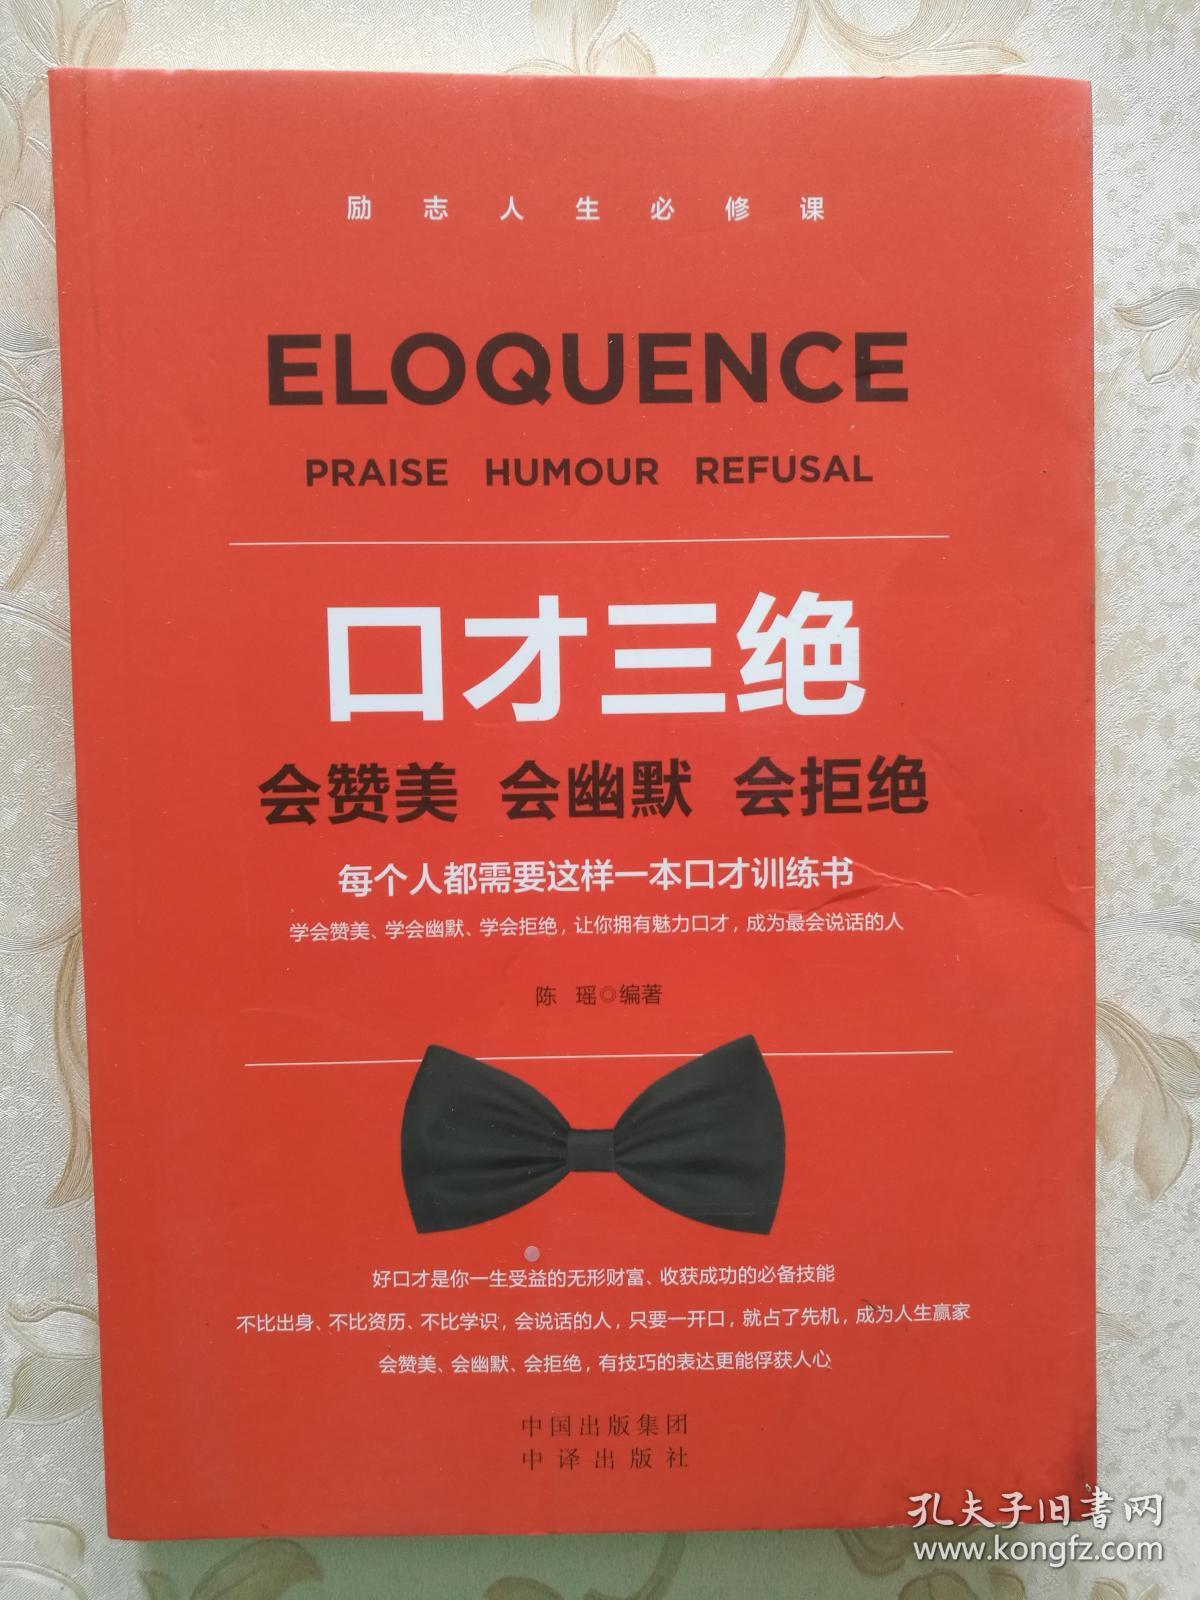 励志人生必修课
ELOQUENCE
PRAISE HUMOUR REFUSAL
口才三绝
会赞美 会幽默 会拒绝
每个人都需要这样一本口才训练书
学会赞美、学会幽默、学会拒绝，让你拥有魅力口才，成为最会说话的人
陈 瑶◎编著
好口才是你一生受益的无形财富、收获成功的必备技能
不比出身、不比资历、不比学识，会说话的人，只要一开口，就占了先机，成为人生赢家
会赞美、会幽默、会拒绝，有技巧的表达更能俘获人心
中国出版集团
中译出版社
孔夫子旧書网
www.kongfz.com